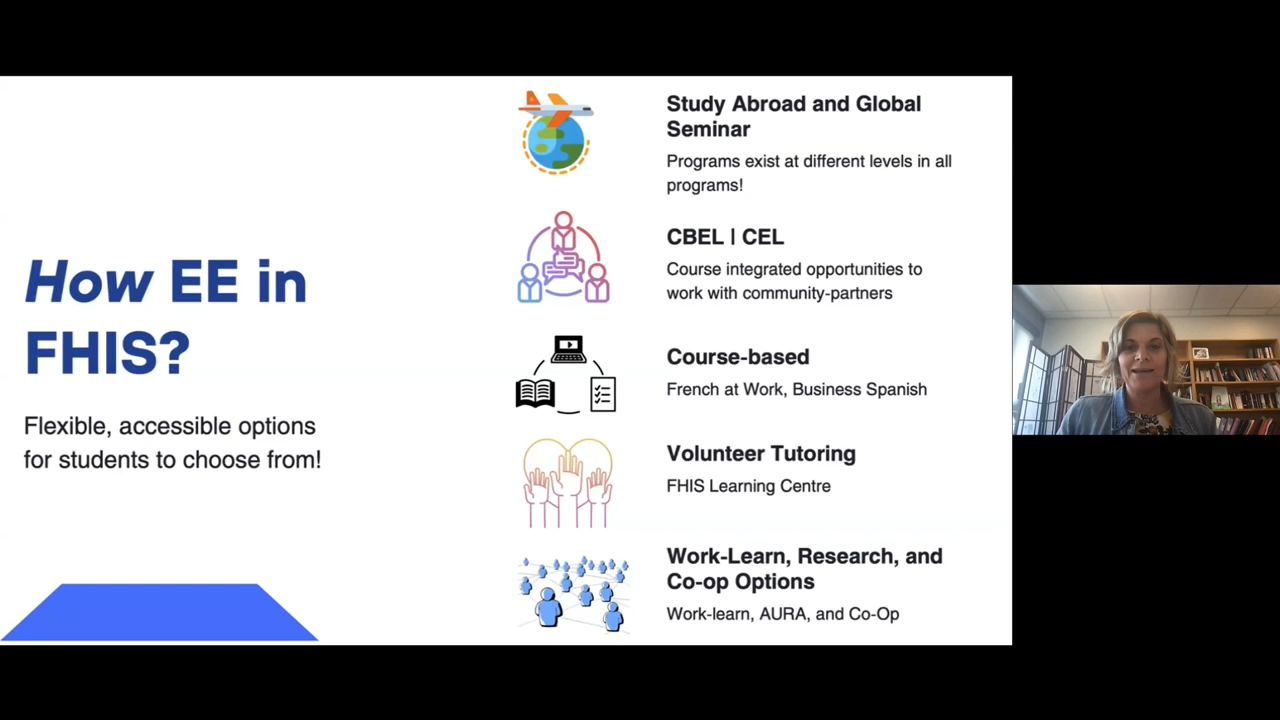 How EE in
FHIS?
Flexible, accessible options
for students to choose from!
Study Abroad and Global
Seminar
Programs exist at different levels in all
programs!
CBEL | CEL
Course integrated opportunities to
work with community-partners
Course-based
French at Work, Business Spanish
Volunteer Tutoring
FHIS Learning Centre
Work-Learn, Research, and
Co-op Options
Work-learn, AURA, and Co-Op